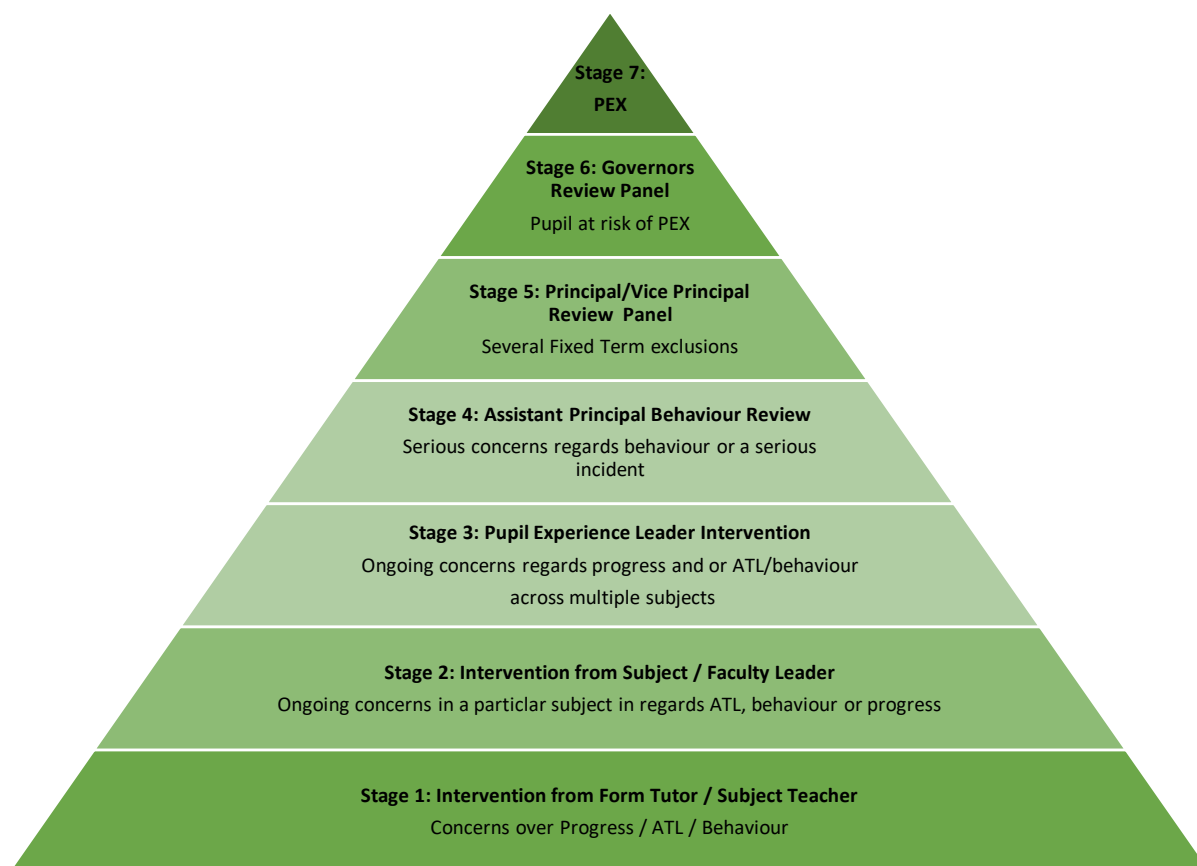 Stage 7:
PEX
Stage 6: Governors
Review Panel
Pupil at risk of PEX
Stage 5: Principal/Vice Principal
Review Panel
Several Fixed Term exclusions
Stage 4: Assistant Principal Behaviour Review
Serious concerns regards behaviour or a serious
incident
Stage 3: Pupil Experience Leader Intervention
Ongoing concerns regards progress and or ATL/behaviour
across multiple subjects
Stage 2: Intervention from Subject / Faculty Leader
Ongoing concerns in a particlar subject in regards ATL, behaviour or progress
Stage 1: Intervention from Form Tutor / Subject Teacher
Concerns over Progress / ATL / Behaviour